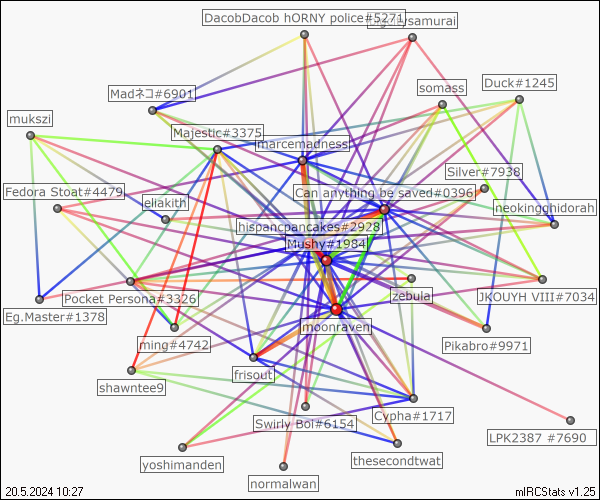 DacobDacob hORNY police#5271
Madネコ#6901
somass
Duck#1245
mukszi
Majestic#3375
marcemadness
Silver#7938
Fedora Stoat#4479
Can anything be saved#0396
eliakith
neokingghidorah
hispancpancakes#2928
Mushy#1984
Pocket Persona#3326
zebula
JKOUYH VIII#7034
Eg.Master#1378
moonraven
ming#4742
Pikabro#9971
frisout
shawntee9
Cypha#1717
Swirly Boi#6154
LPK2387 #7690
thesecondtwat
yoshimanden
normalwan
20.5.2024 10:27
mIRCStats v1.25